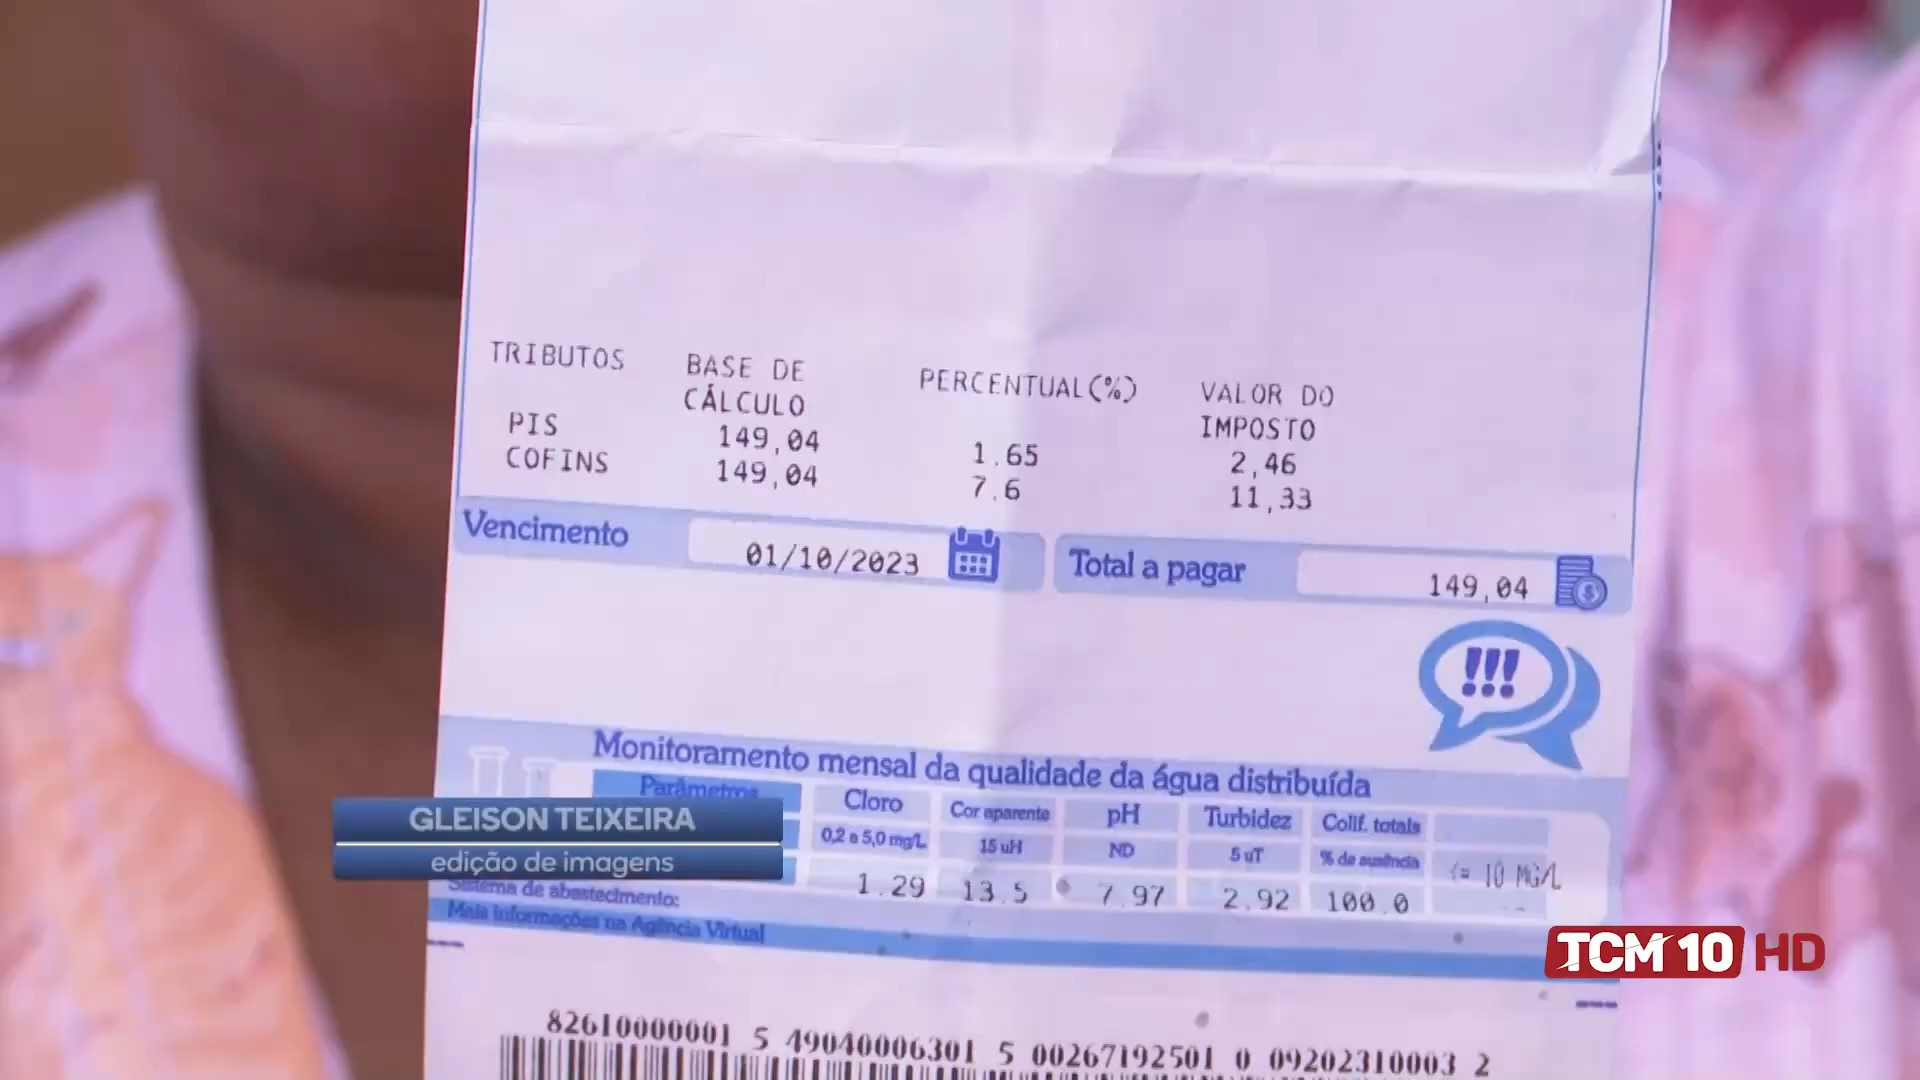 TRIBUTOS BASE DE CÁLCULO PERCENTUAL(%) VALOR DO IMPOSTO
PIS 149,04 1.65 2,46
COFINS 149,04 7.6 11,33
Vencimento 01/10/2023 Total a pagar 149,04
!!!
Monitoramento mensal da qualidade da água distribuída
Parâmetros Cloro Cor aparente pH Turbidez Colif. totais
0,2 a 5,0 mg/L 15 uH ND 5 uT % de ausência <= 10 MG/L
1.29 13.5 7.97 2.92 100.0
GLEISON TEIXEIRA
edição de imagens
Sistema de abastecimento:
Mais informações na Agência Virtual
TCM 10 HD
82610000001 5 49040006301 5 00267192501 0 09202310003 2